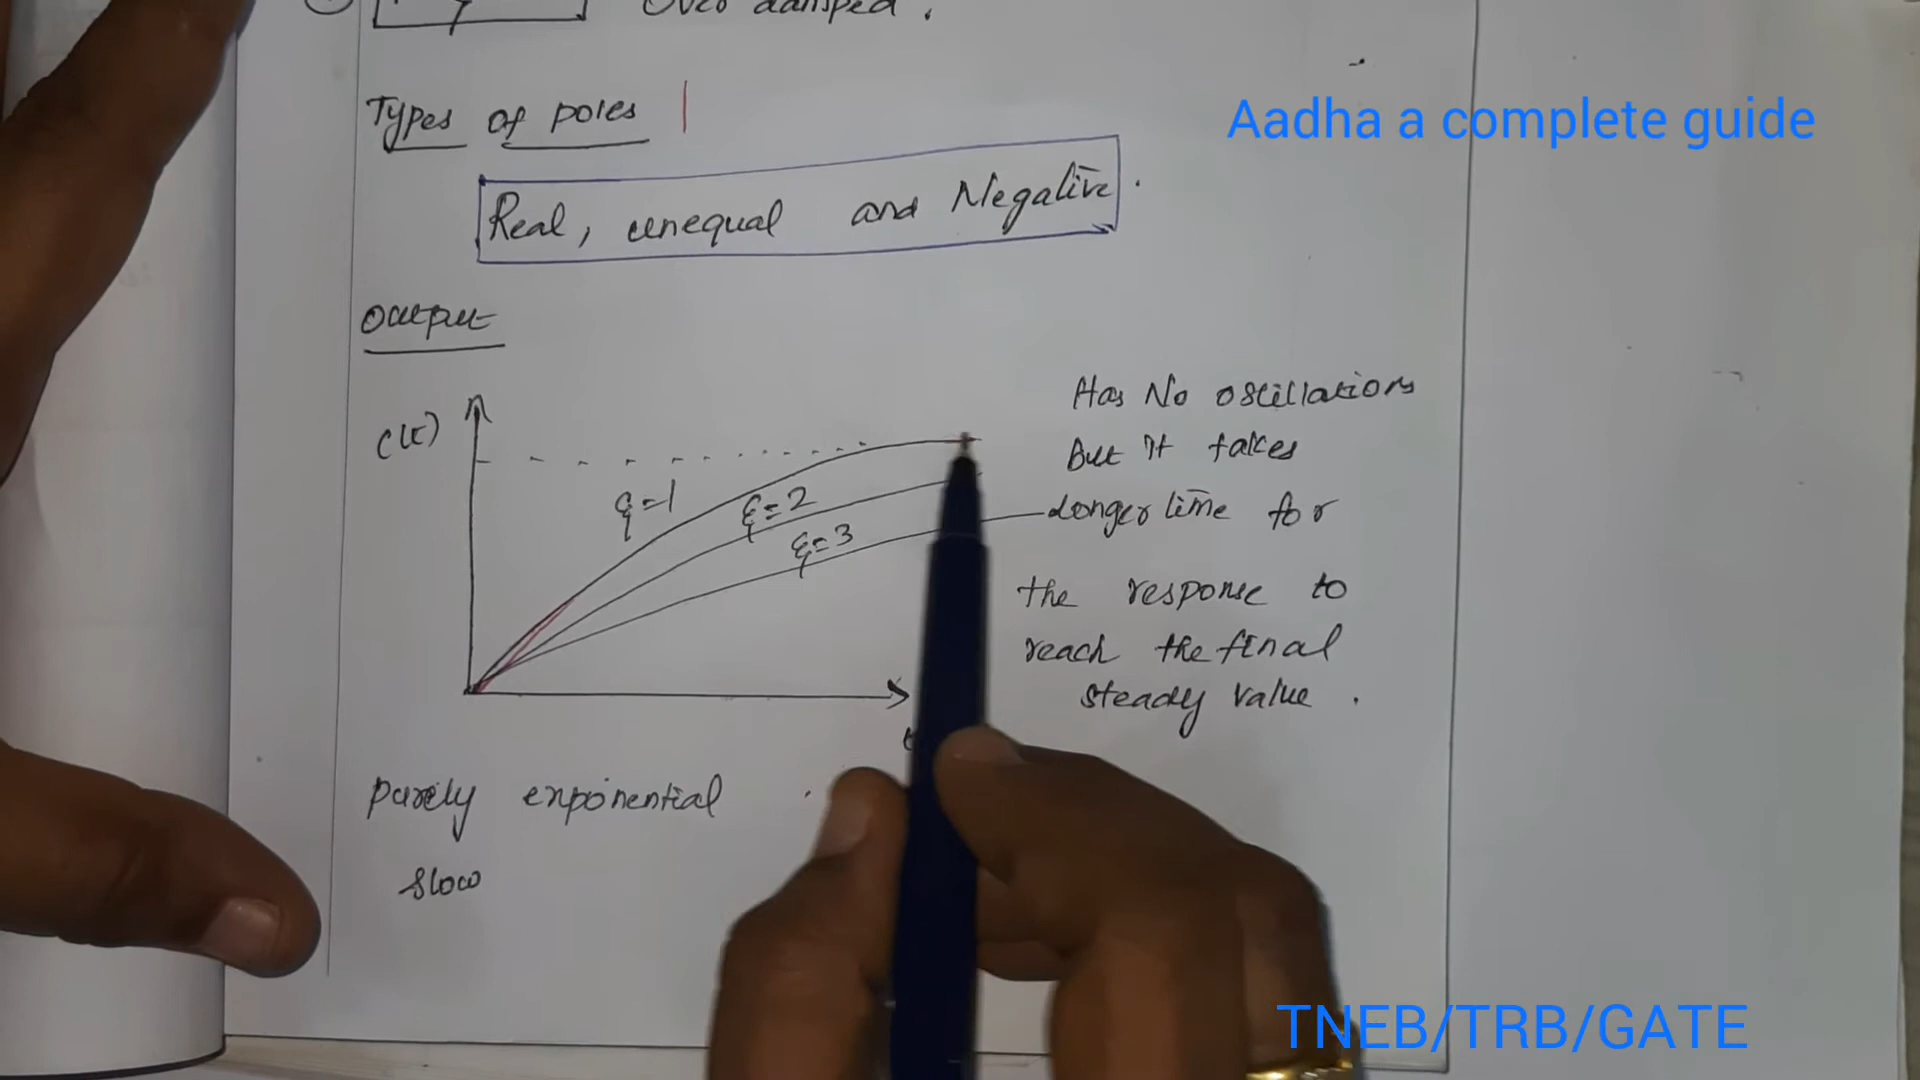 Over damped.
Types of poles
Aadha a complete guide
Real, unequal and Negative.
Output
C(t)
ξ=1
ξ=2
ξ=3
Has No oscillations
But it takes
Longer time for
the response to
reach the final
steady value.
t
Purely exponential.
slow
TNEB/TRB/GATE